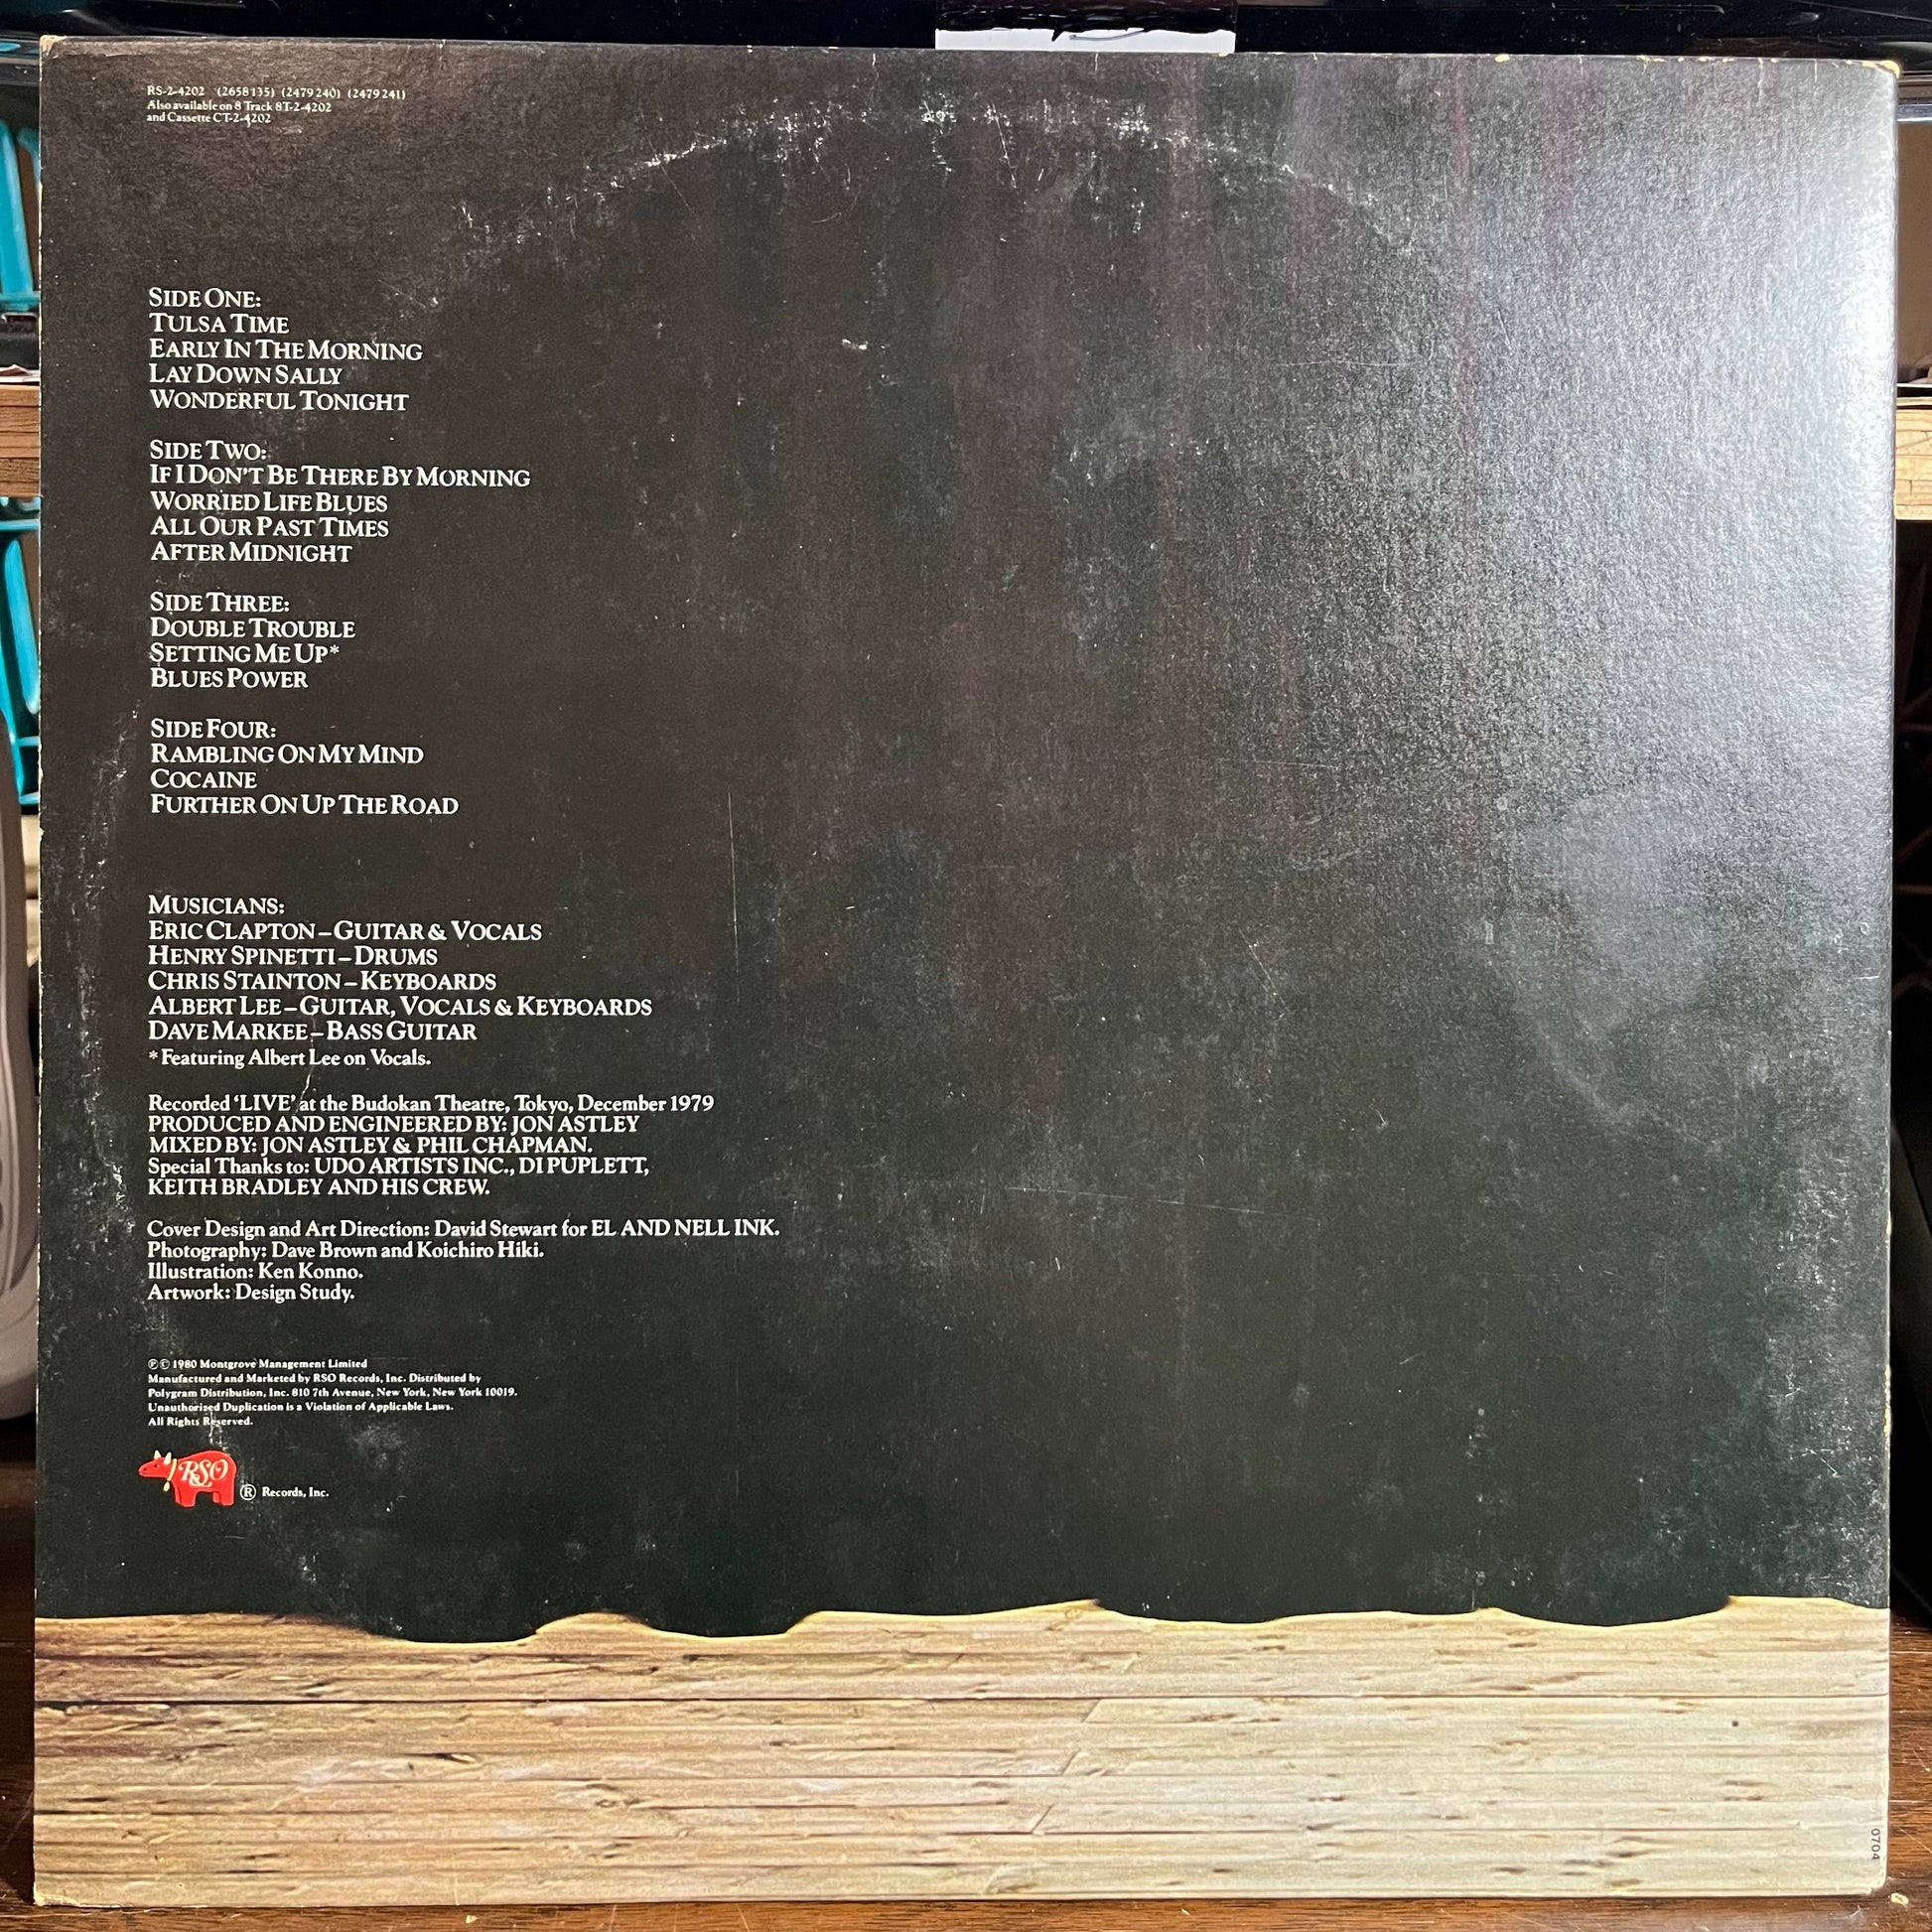 RS-2-4202 (2658 135) (2479 240) (2479 241)
Also available on 8 Track 8T-2-4202
and Cassette CT-2-4202
SIDE ONE:
TULSA TIME
EARLY IN THE MORNING
LAY DOWN SALLY
WONDERFUL TONIGHT
SIDE TWO:
IF I DON'T BE THERE BY MORNING
WORRIED LIFE BLUES
ALL OUR PAST TIMES
AFTER MIDNIGHT
SIDE THREE:
DOUBLE TROUBLE
SETTING ME UP*
BLUES POWER
SIDE FOUR:
RAMBLING ON MY MIND
COCAINE
FURTHER ON UP THE ROAD
MUSICIANS:
ERIC CLAPTON – GUITAR & VOCALS
HENRY SPINETTI – DRUMS
CHRIS STAINTON – KEYBOARDS
ALBERT LEE – GUITAR, VOCALS & KEYBOARDS
DAVE MARKEE – BASS GUITAR
* Featuring Albert Lee on Vocals.
Recorded 'LIVE' at the Budokan Theatre, Tokyo, December 1979
PRODUCED AND ENGINEERED BY: JON ASTLEY
MIXED BY: JON ASTLEY & PHIL CHAPMAN.
Special Thanks to: UDO ARTISTS INC., DI PUPLETT,
KEITH BRADLEY AND HIS CREW.
Cover Design and Art Direction: David Stewart for EL AND NELL INK.
Photography: Dave Brown and Koichiro Hiki.
Illustration: Ken Konno.
Artwork: Design Study.
℗ © 1980 Montgrove Management Limited
Manufactured and Marketed by RSO Records, Inc. Distributed by
Polygram Distribution, Inc. 810 7th Avenue, New York, New York 10019.
Unauthorized Duplication is a Violation of Applicable Laws.
All Rights Reserved.
RSO ® Records, Inc.
0704